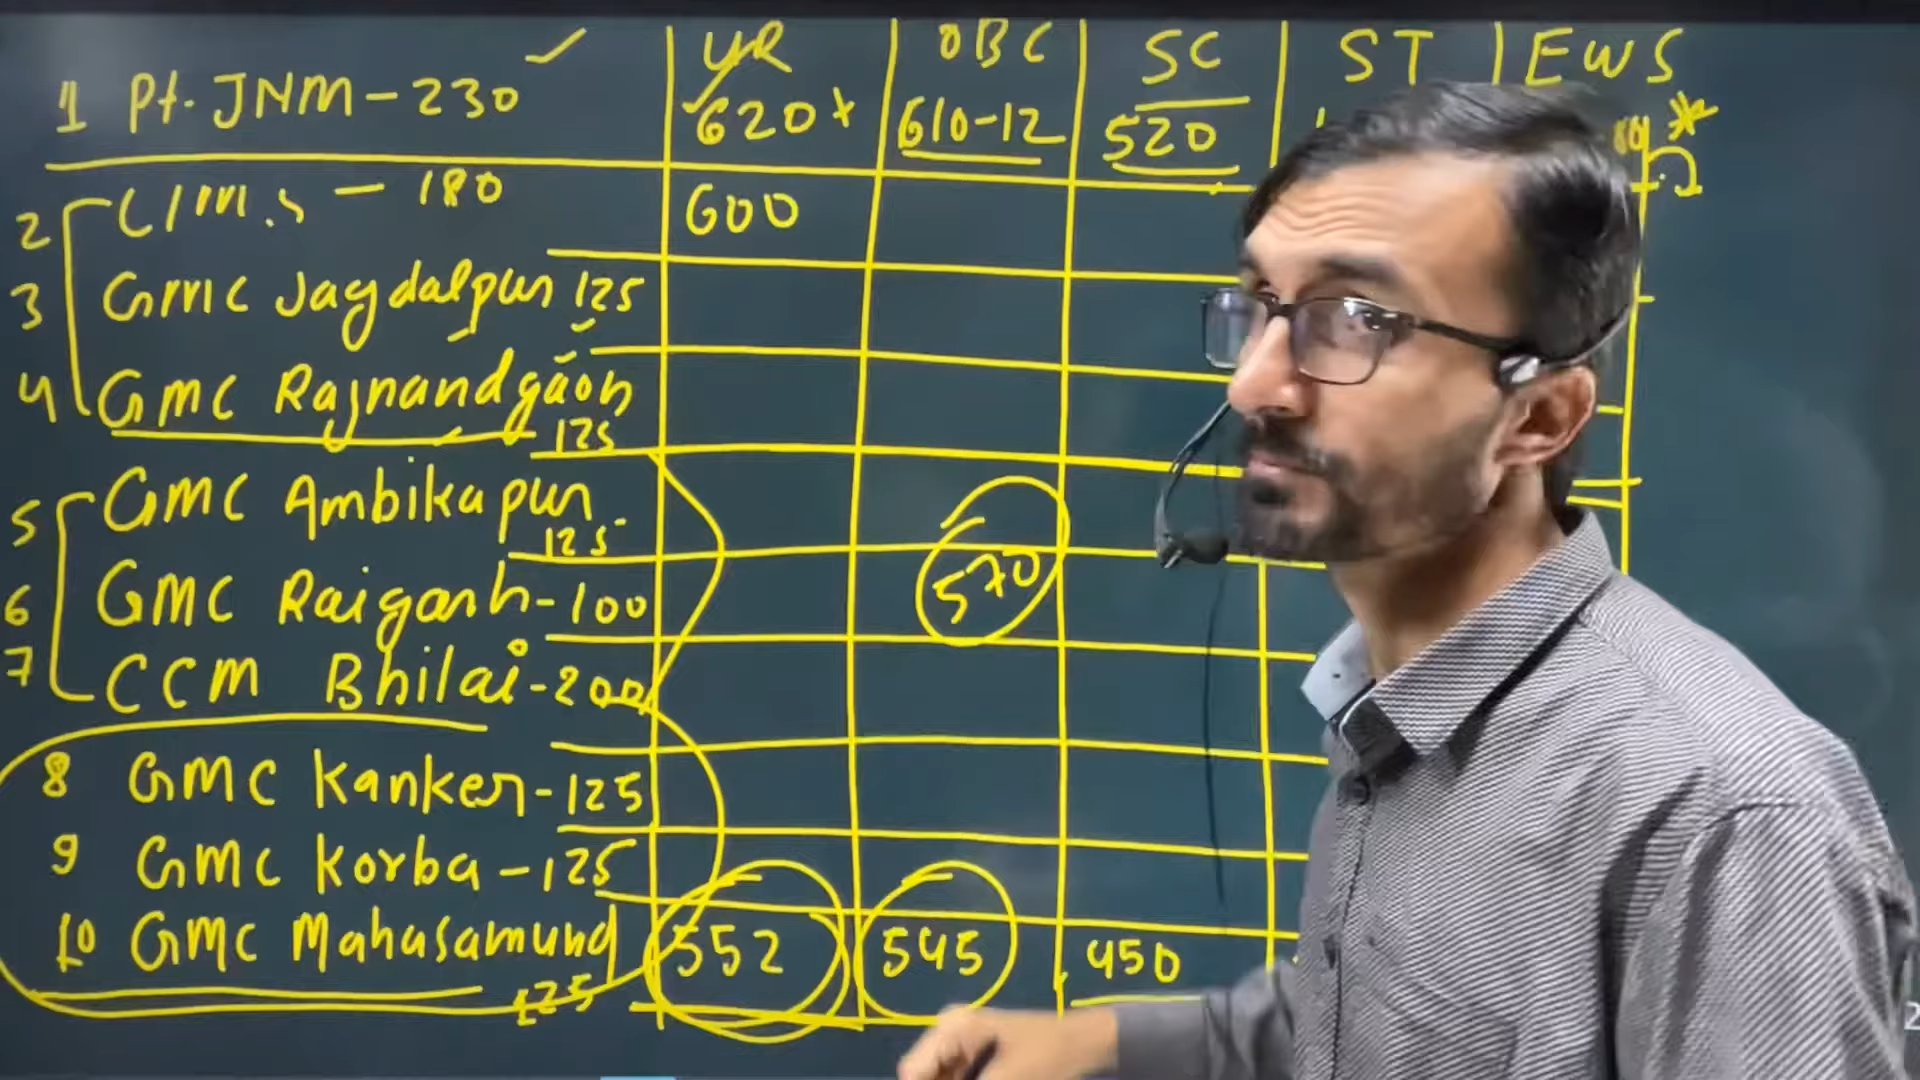 UR OBC SC ST EWS
1 Pt. JNM-230 620+ 610-12 520
2 CIM.S - 180 600
3 GMC Jagdalpur 125
4 GMC Rajnandgaon
125
5 GMC Ambikapur
125
6 GMC Raigarh-100 570
7 CCM Bhilai-200
8 GMC Kanker-125
9 GMC Korba-125
10 GMC Mahasamund 552 545 450
125